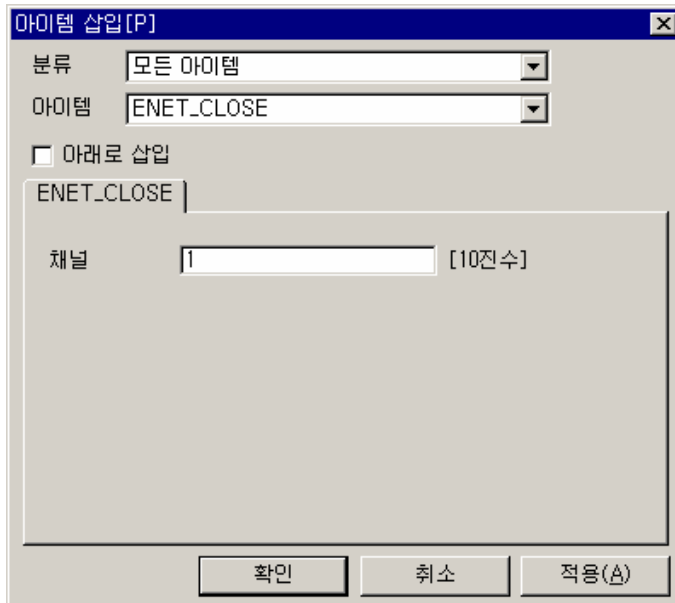 아이템 삽입[P]
분류 모든 아이템
아이템 ENET_CLOSE
아래로 삽입
ENET_CLOSE
채널 1 [10진수]
확인 취소 적용(A)